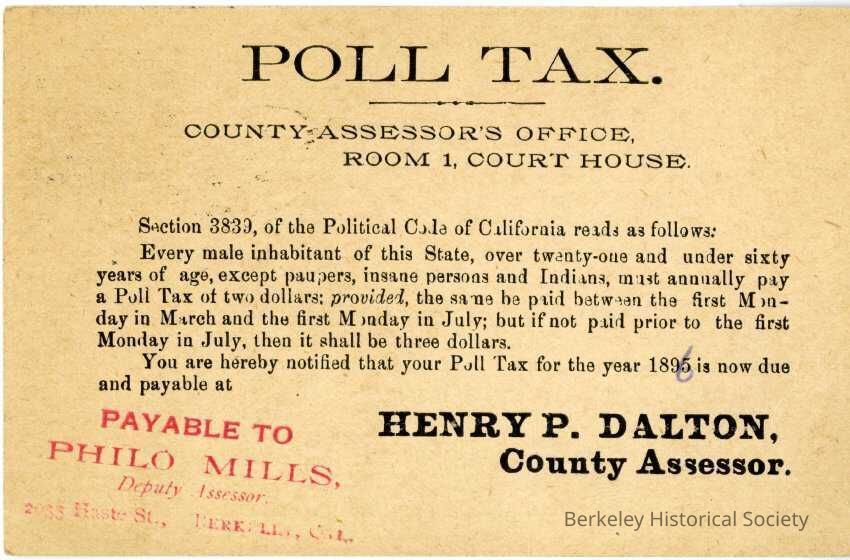 POLL TAX.
COUNTY ASSESSOR'S OFFICE,
ROOM 1, COURT HOUSE.
Section 3839, of the Political Code of California reads as follows:
Every male inhabitant of this State, over twenty-one and under sixty
years of age, except paupers, insane persons and Indians, must annually pay
a Poll Tax of two dollars; provided, the same be paid between the first Mon-
day in March and the first Monday in July; but if not paid prior to the first
Monday in July, then it shall be three dollars.
You are hereby notified that your Poll Tax for the year 1896 is now due
and payable at
PAYABLE TO
PHILO MILLS,
Deputy Assessor.
Haste St., BERKELEY, CAL.
HENRY P. DALTON,
County Assessor.
Berkeley Historical Society